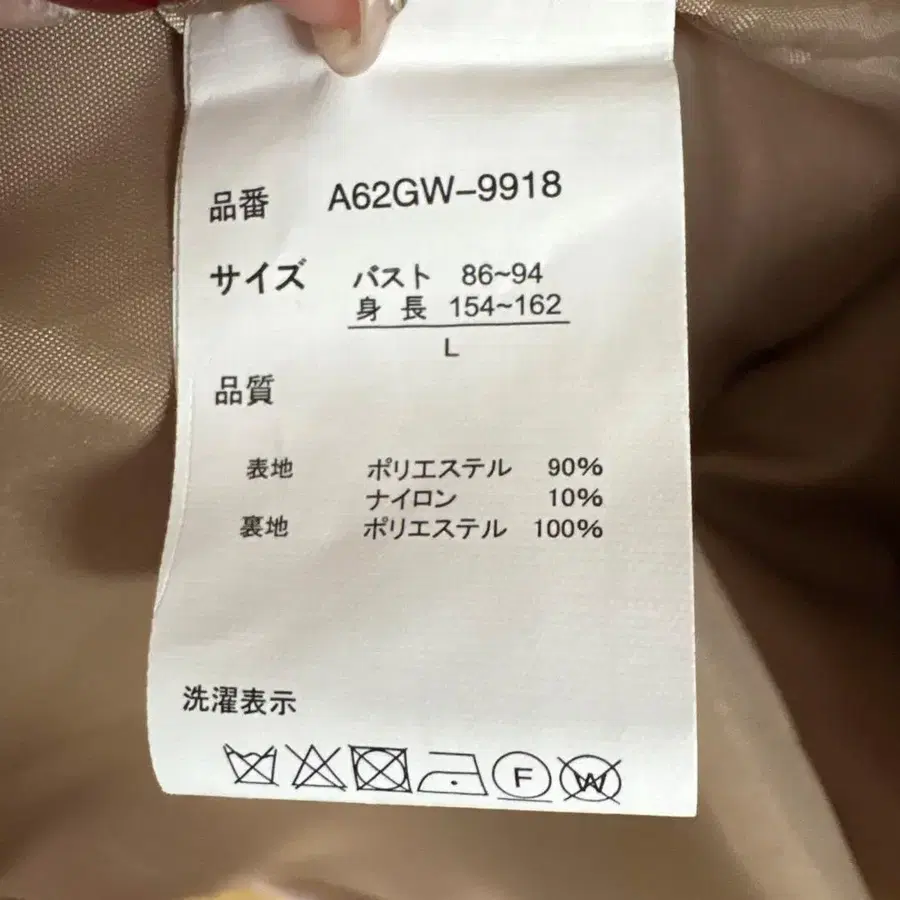 品番 A62GW-9918
サイズ バスト 86~94
身長 154~162
L
品質
表地 ポリエステル 90%
ナイロン 10%
裏地 ポリエステル 100%
洗濯表示
F W